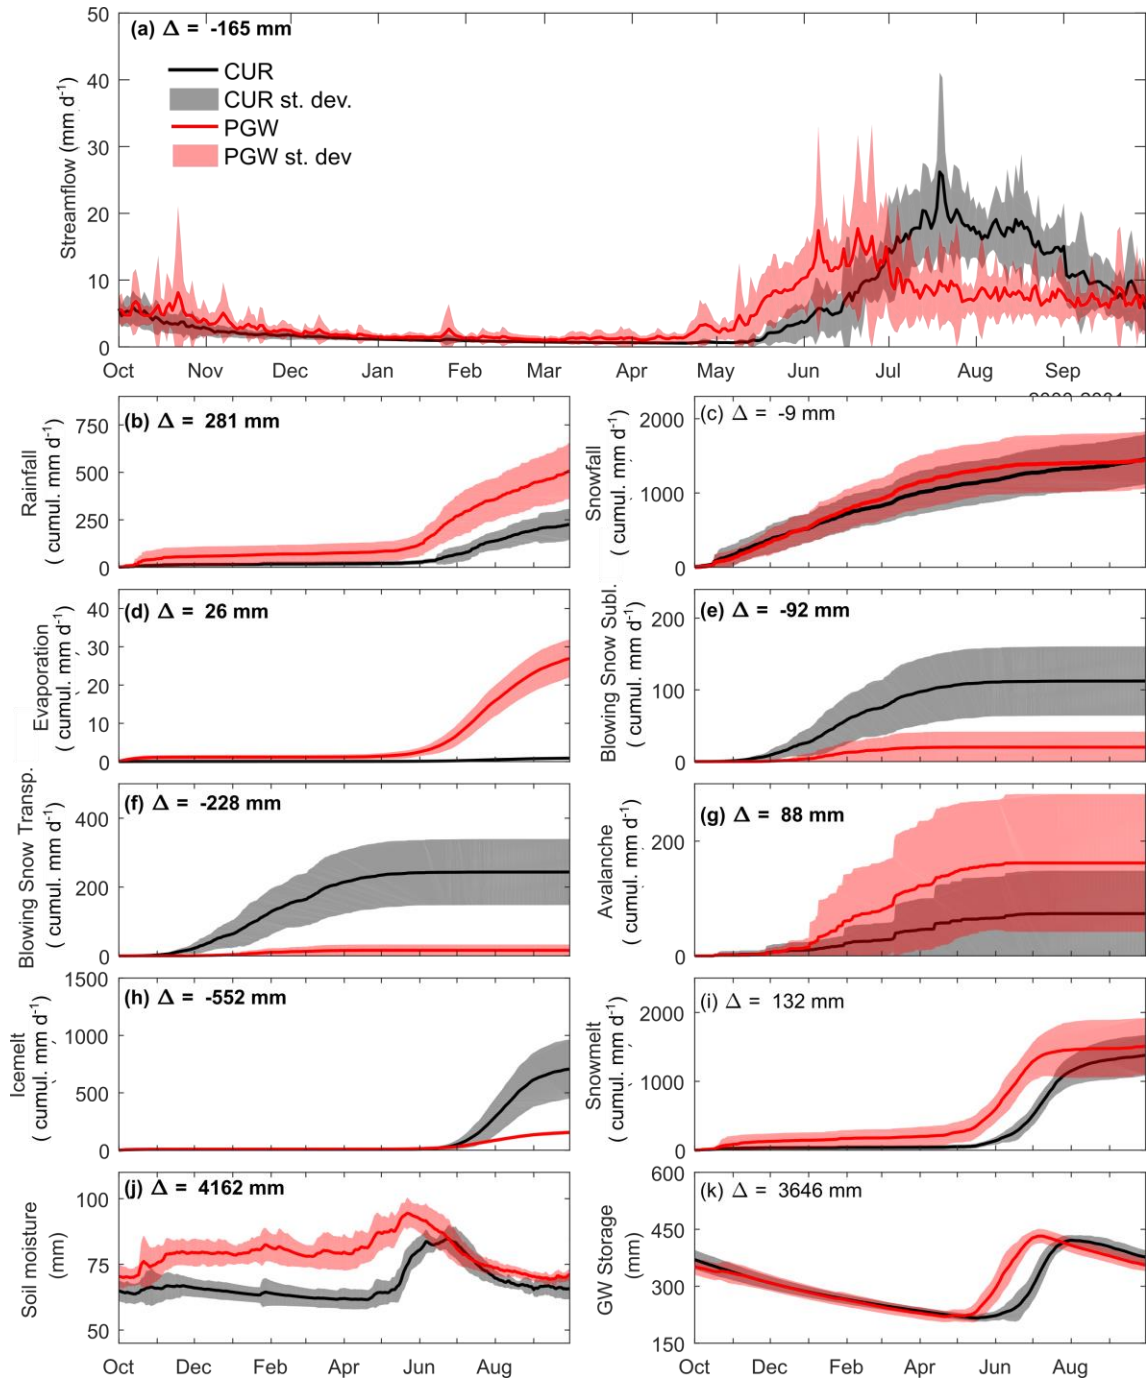 (a) Δ = -165 mm
CUR
CUR st. dev.
PGW
PGW st. dev
Streamflow (mm d-1)
50
40
30
20
10
0
Oct Nov Dec Jan Feb Mar Apr May Jun Jul Aug Sep
(b) Δ = 281 mm
Rainfall
( cumul. mm d-1)
750
500
250
0
(c) Δ = -9 mm
Snowfall
( cumul. mm d-1)
2000
1000
0
(d) Δ = 26 mm
Evaporation
( cumul. mm d-1)
40
30
20
10
0
(e) Δ = -92 mm
Blowing Snow Subl.
( cumul. mm d-1)
200
100
0
(f) Δ = -228 mm
Blowing Snow Transp.
( cumul. mm d-1)
400
200
0
(g) Δ = 88 mm
Avalanche
(cumul. mm d-1)
200
0
(h) Δ = -552 mm
Icemelt
( cumul. mm d-1)
1500
1000
500
0
(i) Δ = 132 mm
Snowmelt
( cumul. mm d-1)
2000
1000
0
(j) Δ = 4162 mm
Soil moisture
(mm)
100
75
50
Oct Dec Feb Apr Jun Aug
(k) Δ = 3646 mm
GW Storage
(mm)
600
450
300
150
Oct Dec Feb Apr Jun Aug